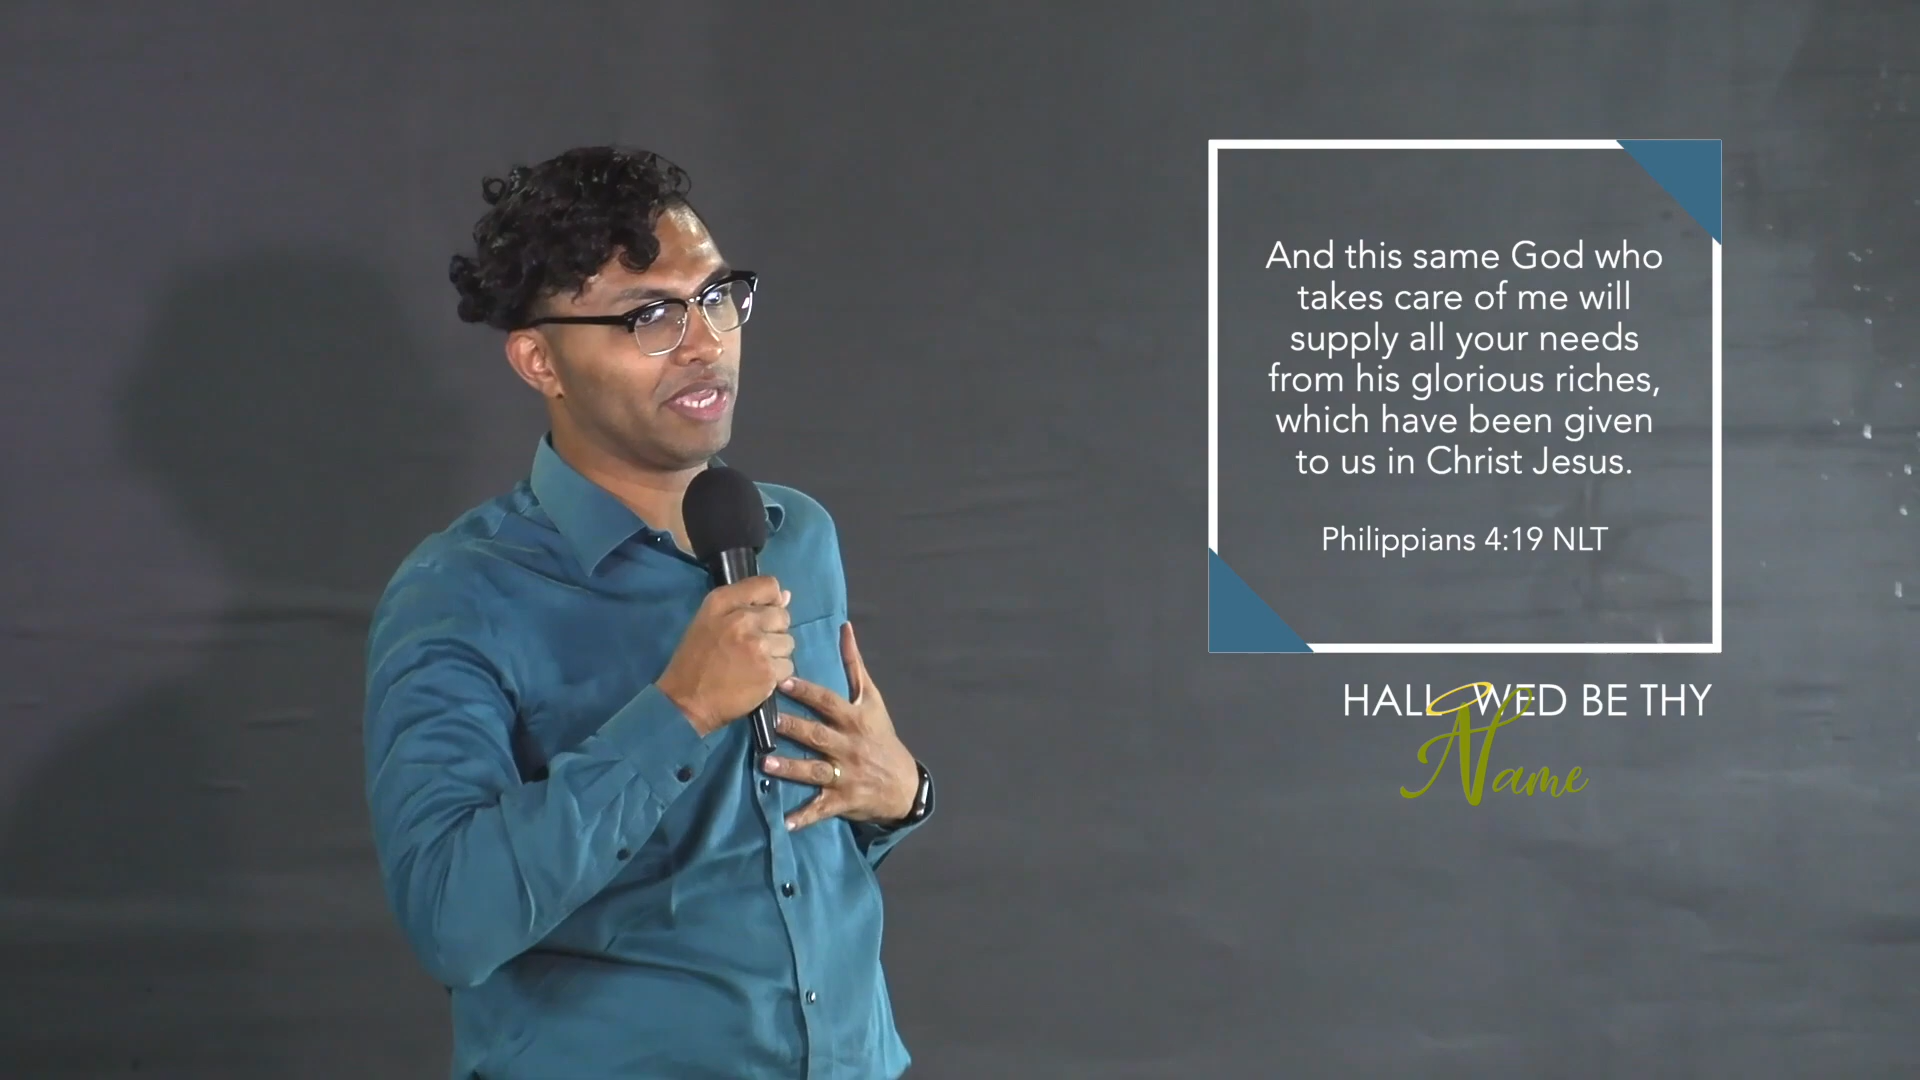 And this same God who
takes care of me will
supply all your needs
from his glorious riches,
which have been given
to us in Christ Jesus.
Philippians 4:19 NLT
HALLOWED BE THY
Name